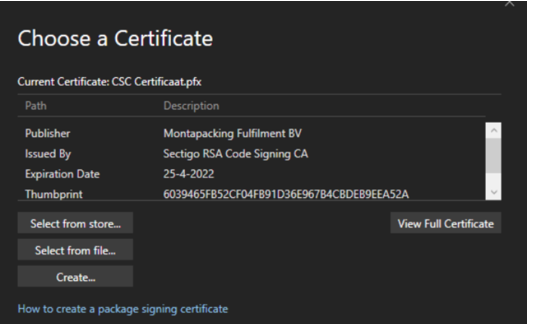 Choose a Certificate
Current Certificate: CSC Certificaat.pfx
Path Description
Publisher Montapacking Fulfilment BV
Issued By Sectigo RSA Code Signing CA
Expiration Date 25-4-2022
Thumbprint 6039465FB52CF04FB91D36E967B4CBDEB9EEA52A
Select from store... View Full Certificate
Select from file...
Create...
How to create a package signing certificate